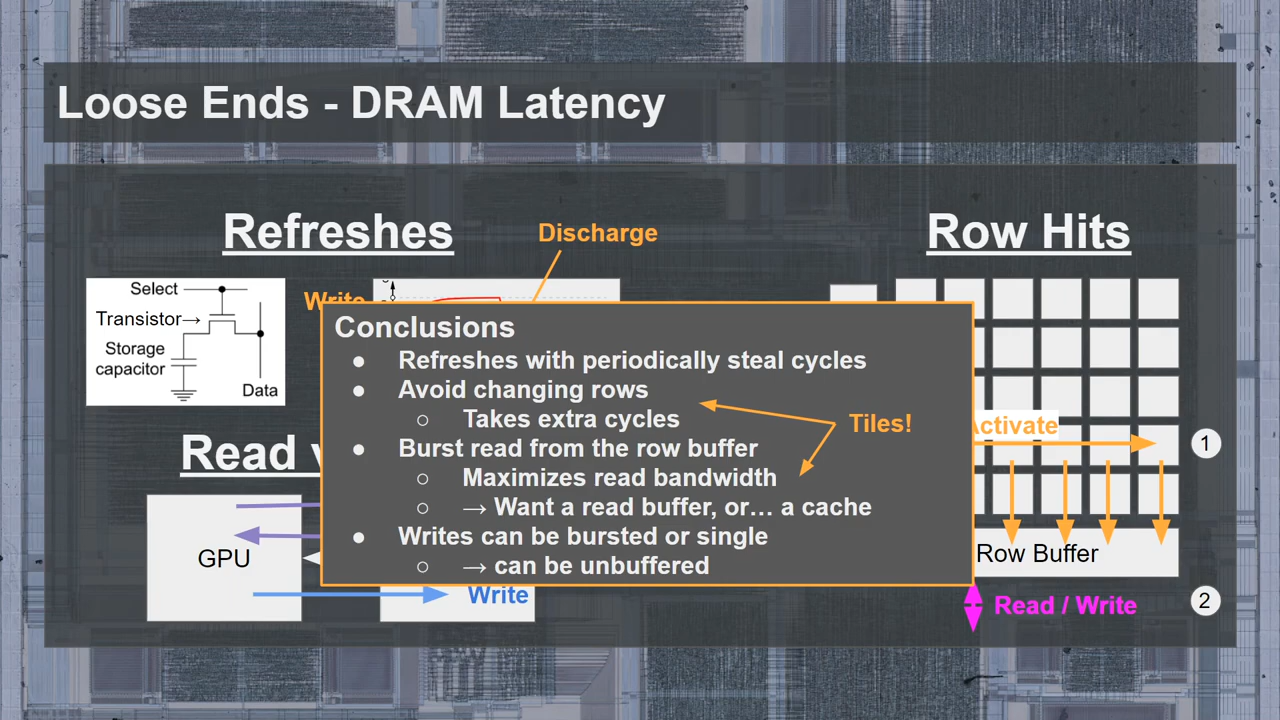 Loose Ends - DRAM Latency
Refreshes
Discharge
Row Hits
Select
Transistor→
Storage
capacitor
Data
Write
Conclusions
● Refreshes with periodically steal cycles
● Avoid changing rows
○ Takes extra cycles
● Burst read from the row buffer
○ Maximizes read bandwidth
○ → Want a read buffer, or… a cache
● Writes can be bursted or single
○ → can be unbuffered
Tiles!
Activate
1
Read
GPU
Row Buffer
Write
Read / Write
2